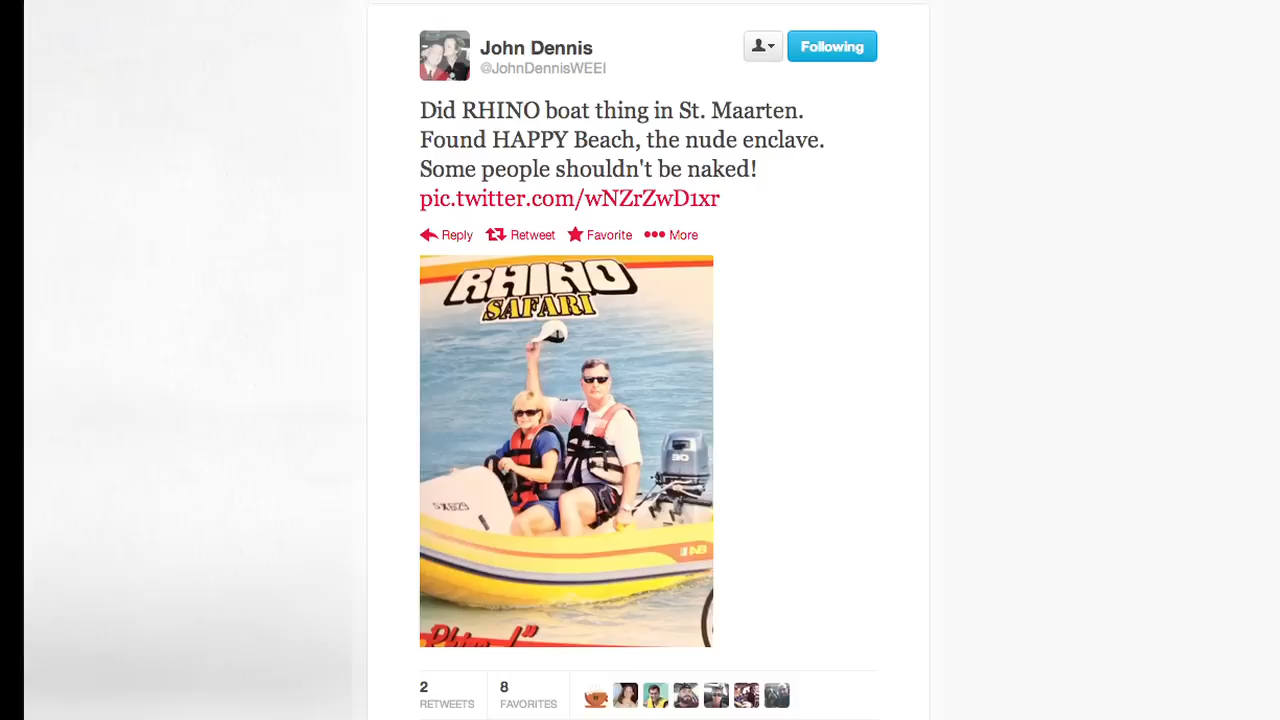 John Dennis
@JohnDennisWEEI
Following
Did RHINO boat thing in St. Maarten.
Found HAPPY Beach, the nude enclave.
Some people shouldn't be naked!
pic.twitter.com/wNZrZwD1xr
Reply Retweet Favorite More
RHINO
SAFARI
30
2
RETWEETS
8
FAVORITES